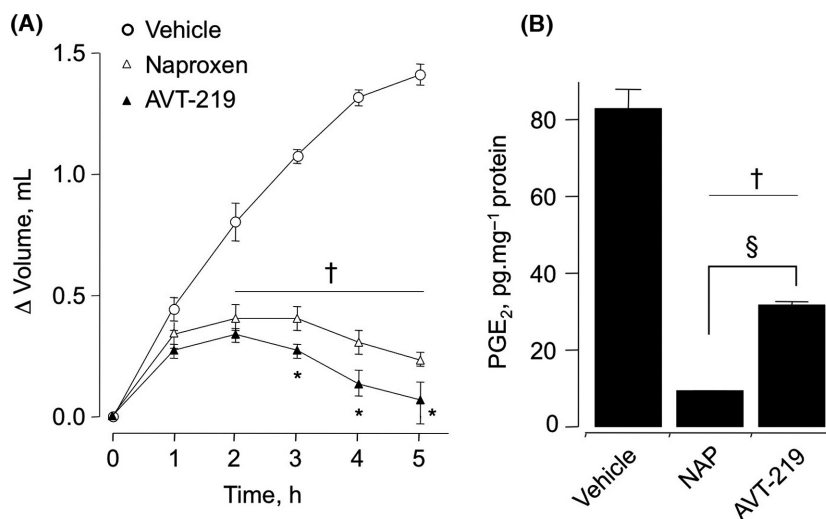 (A)
Vehicle
Naproxen
AVT-219
1.5
1.0
0.5
0.0
Δ Volume, mL
†
*
*
*
0 1 2 3 4 5
Time, h
(B)
80
60
40
20
0
PGE₂, pg.mg⁻¹ protein
†
§
Vehicle
NAP
AVT-219